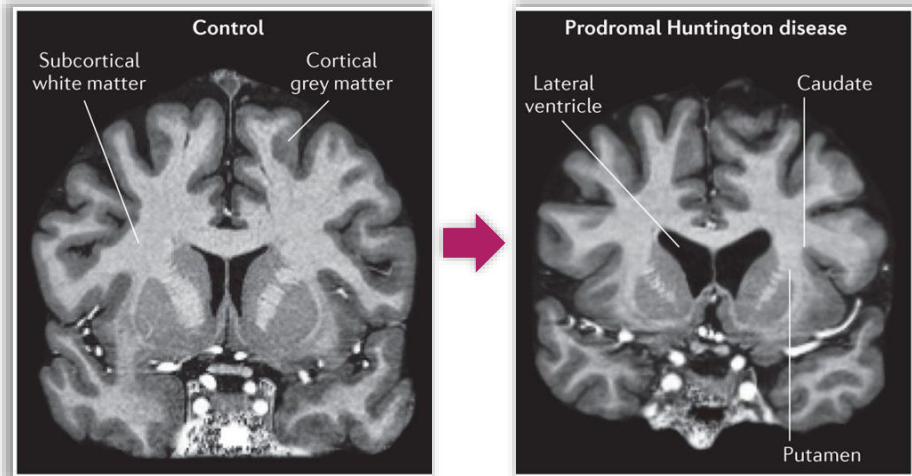 Control
Subcortical
white matter
Cortical
grey matter
Prodromal Huntington disease
Lateral
ventricle
Caudate
Putamen